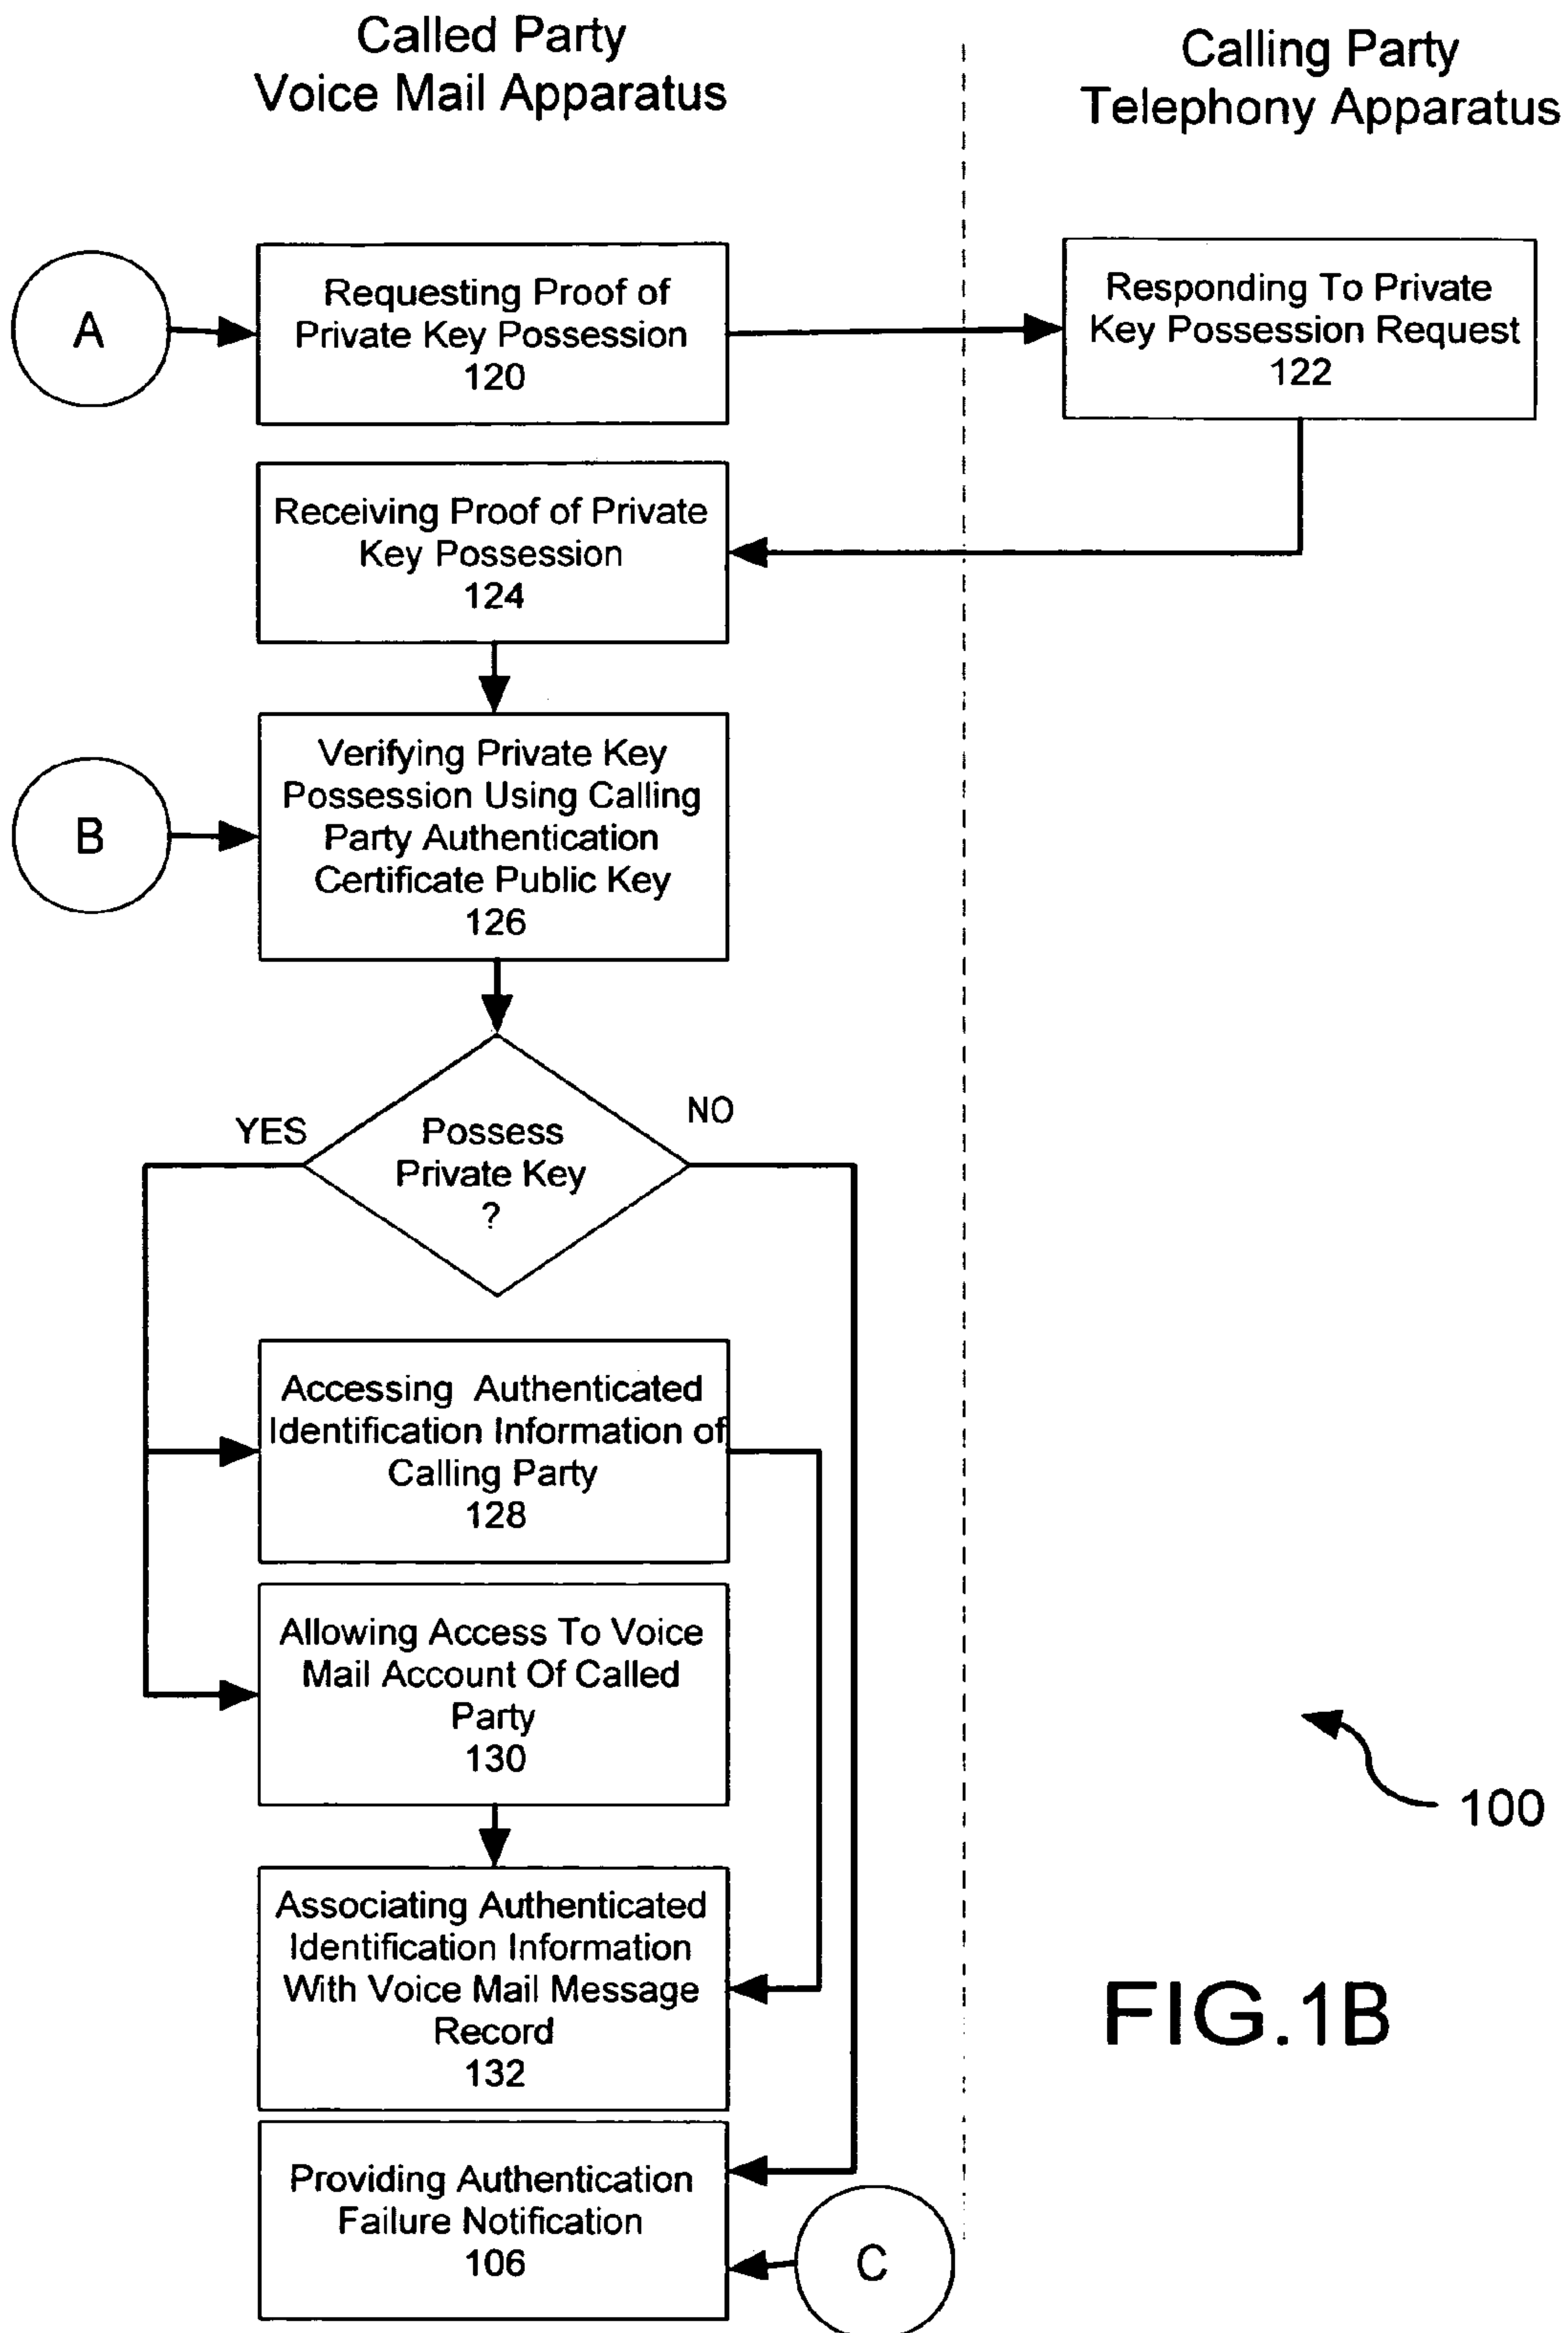 Called Party
Voice Mail Apparatus
Calling Party
Telephony Apparatus
A
Requesting Proof of
Private Key Possession
120
Responding To Private
Key Possession Request
122
Receiving Proof of Private
Key Possession
124
B
Verifying Private Key
Possession Using Calling
Party Authentication
Certificate Public Key
126
YES
Possess
Private Key
?
NO
Accessing Authenticated
Identification Information of
Calling Party
128
Allowing Access To Voice
Mail Account Of Called
Party
130
100
Associating Authenticated
Identification Information
With Voice Mail Message
Record
132
FIG.1B
Providing Authentication
Failure Notification
106
C